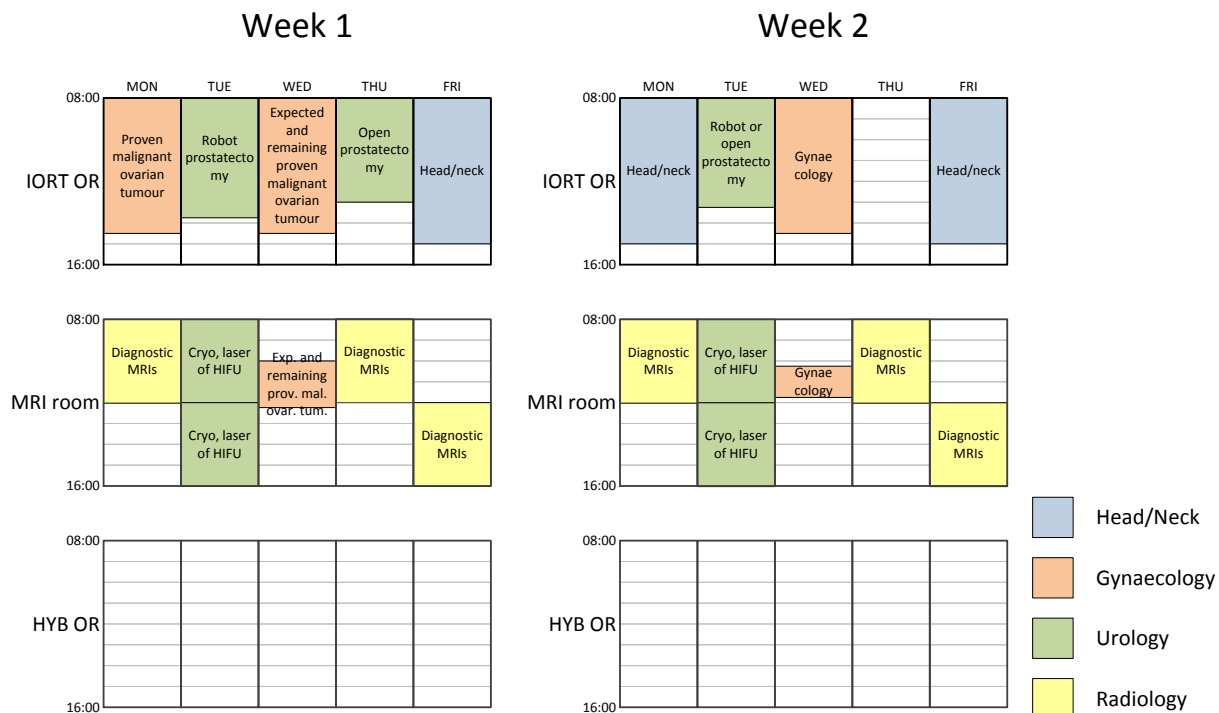 Week 1
Week 2
MON TUE WED THU FRI
MON TUE WED THU FRI
IORT OR
08:00
16:00
Proven
malignant
ovarian
tumour
Robot
prostatecto
my
Expected
and
remaining
proven
malignant
ovarian
tumour
Open
prostatecto
my
Head/neck
IORT OR
08:00
16:00
Head/neck
Robot or
open
prostatecto
my
Gynae
cology
Head/neck
MRI room
08:00
16:00
Diagnostic
MRIs
Cryo, laser
of HIFU
Cryo, laser
of HIFU
Exp. and
remaining
prov. mal.
ovar. tum.
Diagnostic
MRIs
Diagnostic
MRIs
MRI room
08:00
16:00
Diagnostic
MRIs
Cryo, laser
of HIFU
Cryo, laser
of HIFU
Gynae
cology
Diagnostic
MRIs
Diagnostic
MRIs
HYB OR
08:00
16:00
HYB OR
08:00
16:00
Head/Neck
Gynaecology
Urology
Radiology